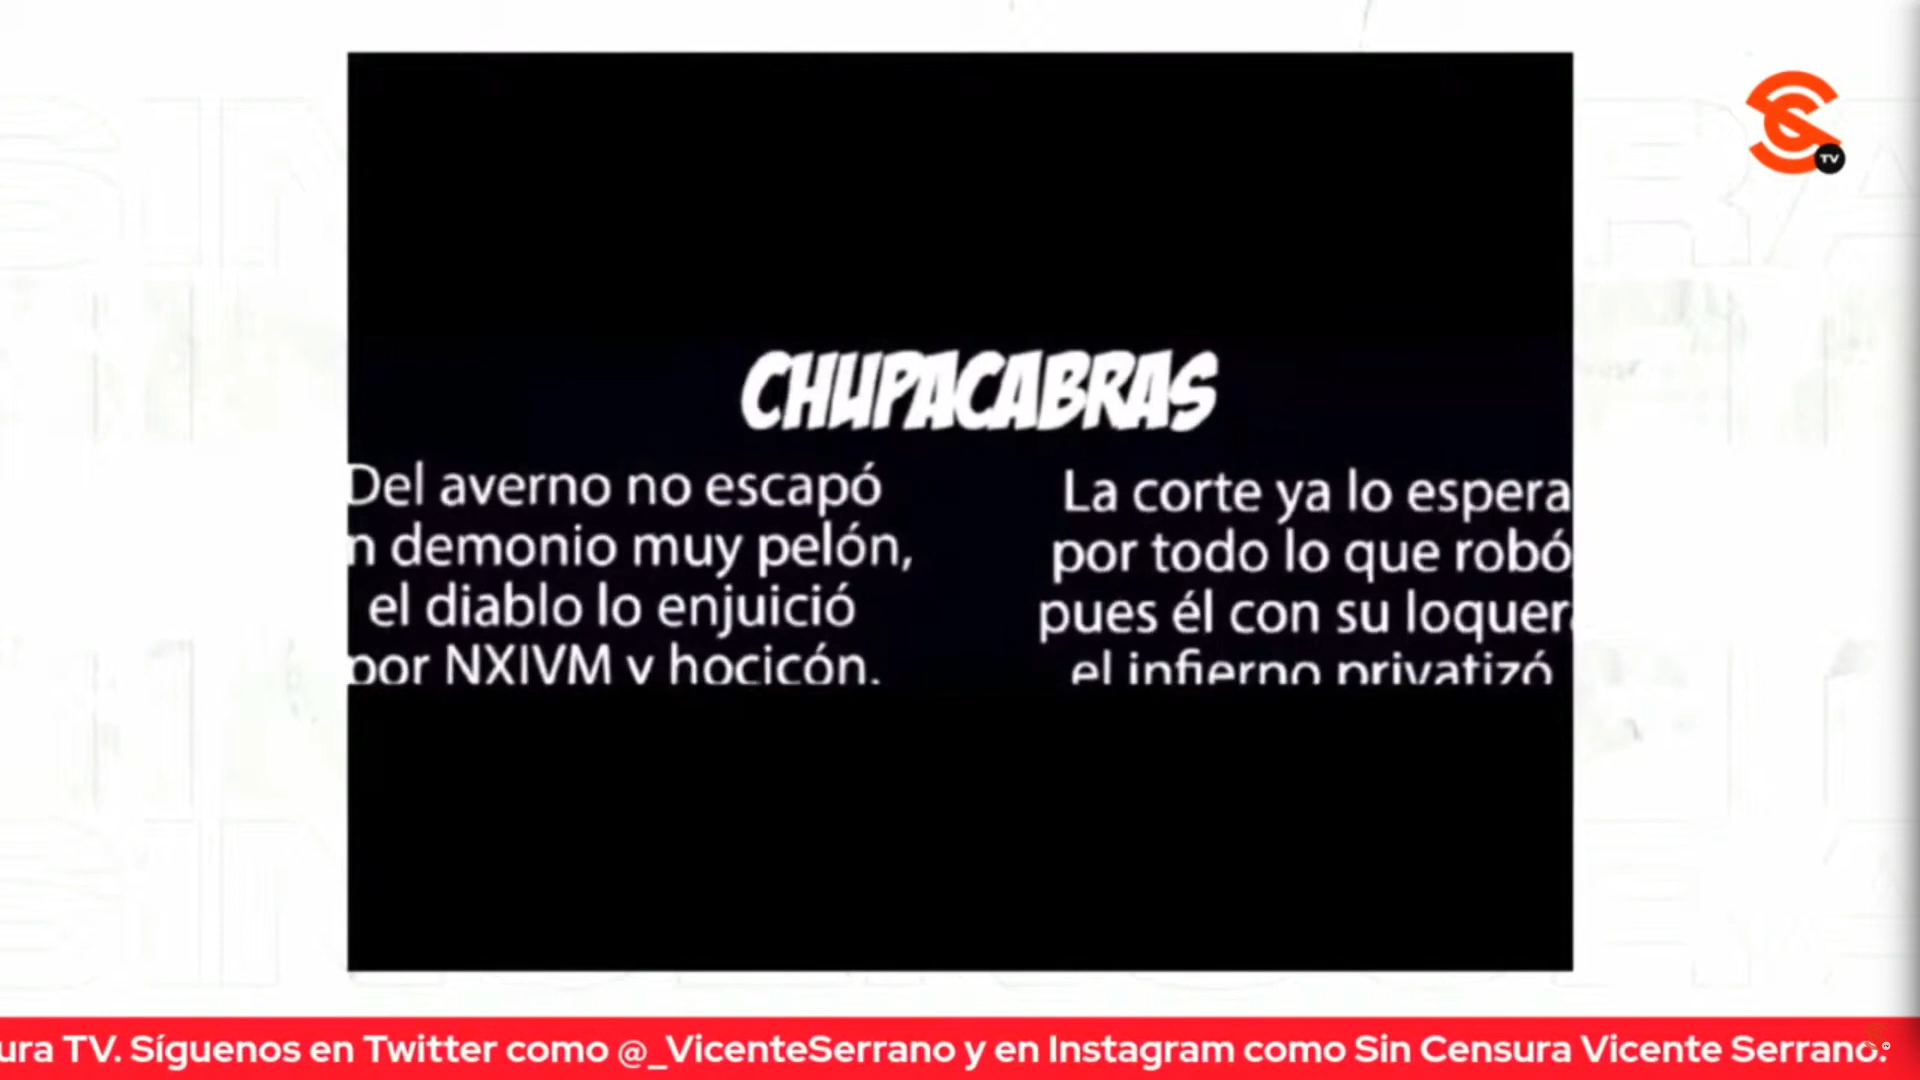 TV
CHUPACABRAS
Del averno no escapó
n demonio muy pelón,
el diablo lo enjuició
por NXIVM y hocicón.
La corte ya lo espera
por todo lo que robó
pues él con su loquer
el infierno privatizó
ura TV. Síguenos en Twitter como @_VicenteSerrano y en Instagram como Sin Censura Vicente Serrano.